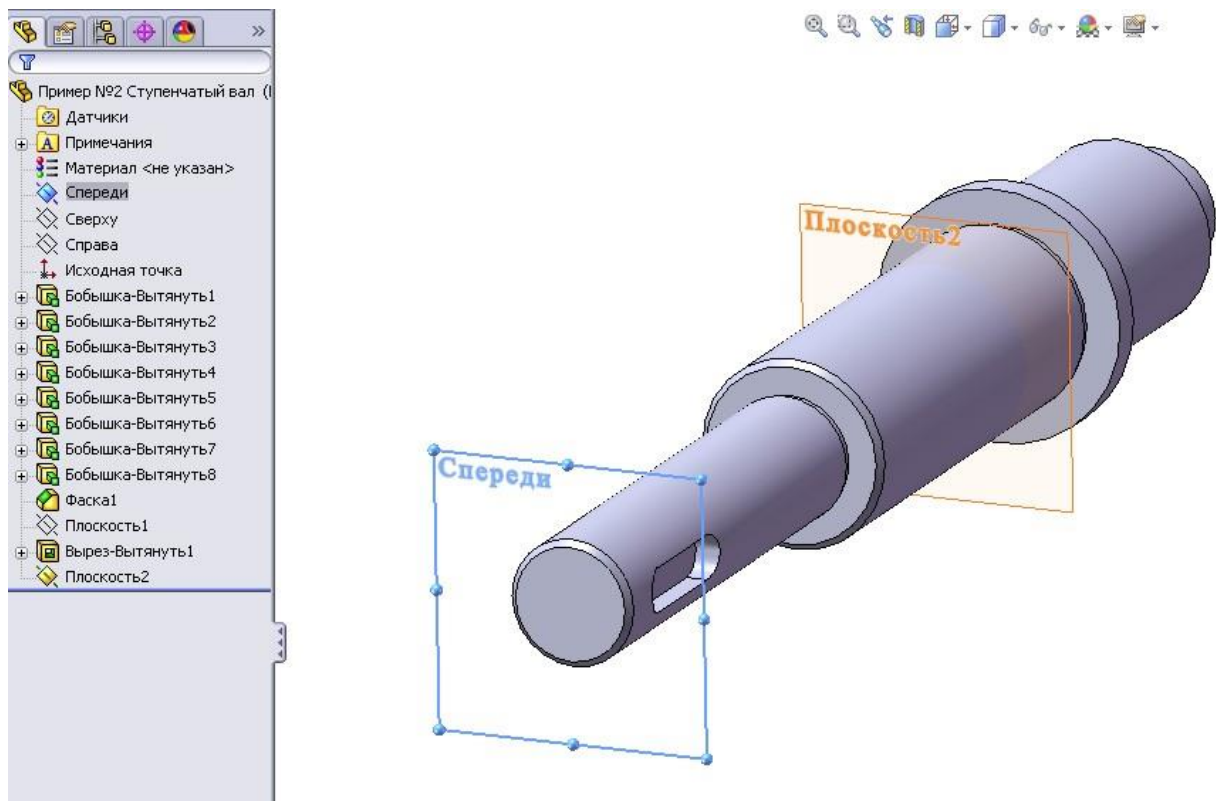 Пример №2 Ступенчатый вал (
Датчики
Примечания
Материал <не указан>
Спереди
Сверху
Справа
Исходная точка
Бобышка-Вытянуть1
Бобышка-Вытянуть2
Бобышка-Вытянуть3
Бобышка-Вытянуть4
Бобышка-Вытянуть5
Бобышка-Вытянуть6
Бобышка-Вытянуть7
Бобышка-Вытянуть8
Фаска1
Плоскость1
Вырез-Вытянуть1
Плоскость2
Плоскость2
Спереди